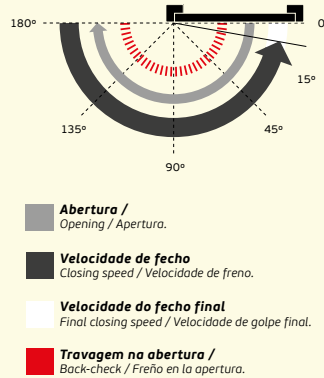 180º
0
15º
135º
45º
90º
Abertura /
Opening / Apertura.
Velocidade de fecho
Closing speed / Velocidade de freno.
Velocidade do fecho final
Final closing speed / Velocidade de golpe final.
Travagem na abertura /
Back-check / Freño en la apertura.